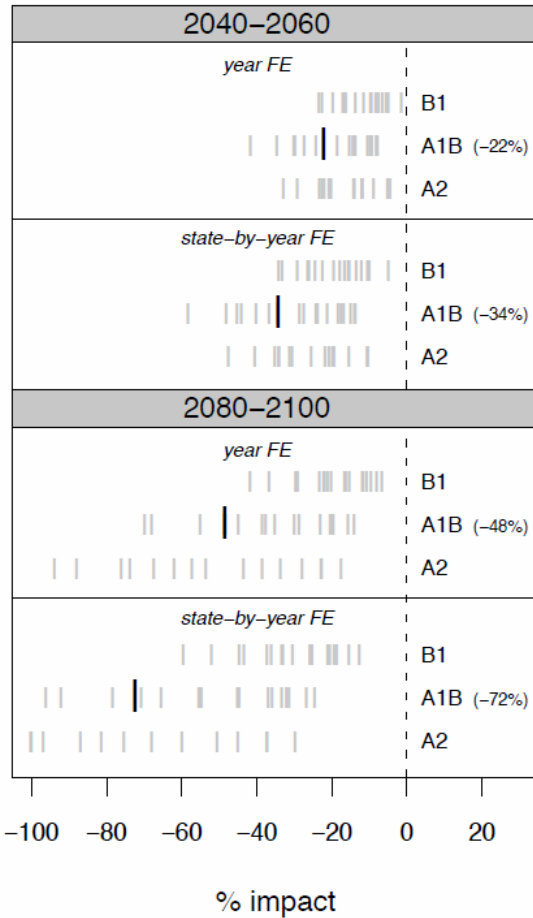 2040−2060
year FE
B1
A1B (−22%)
A2
state−by−year FE
B1
A1B (−34%)
A2
2080−2100
year FE
B1
A1B (−48%)
A2
state−by−year FE
B1
A1B (−72%)
A2
−100 −80 −60 −40 −20 0 20
% impact